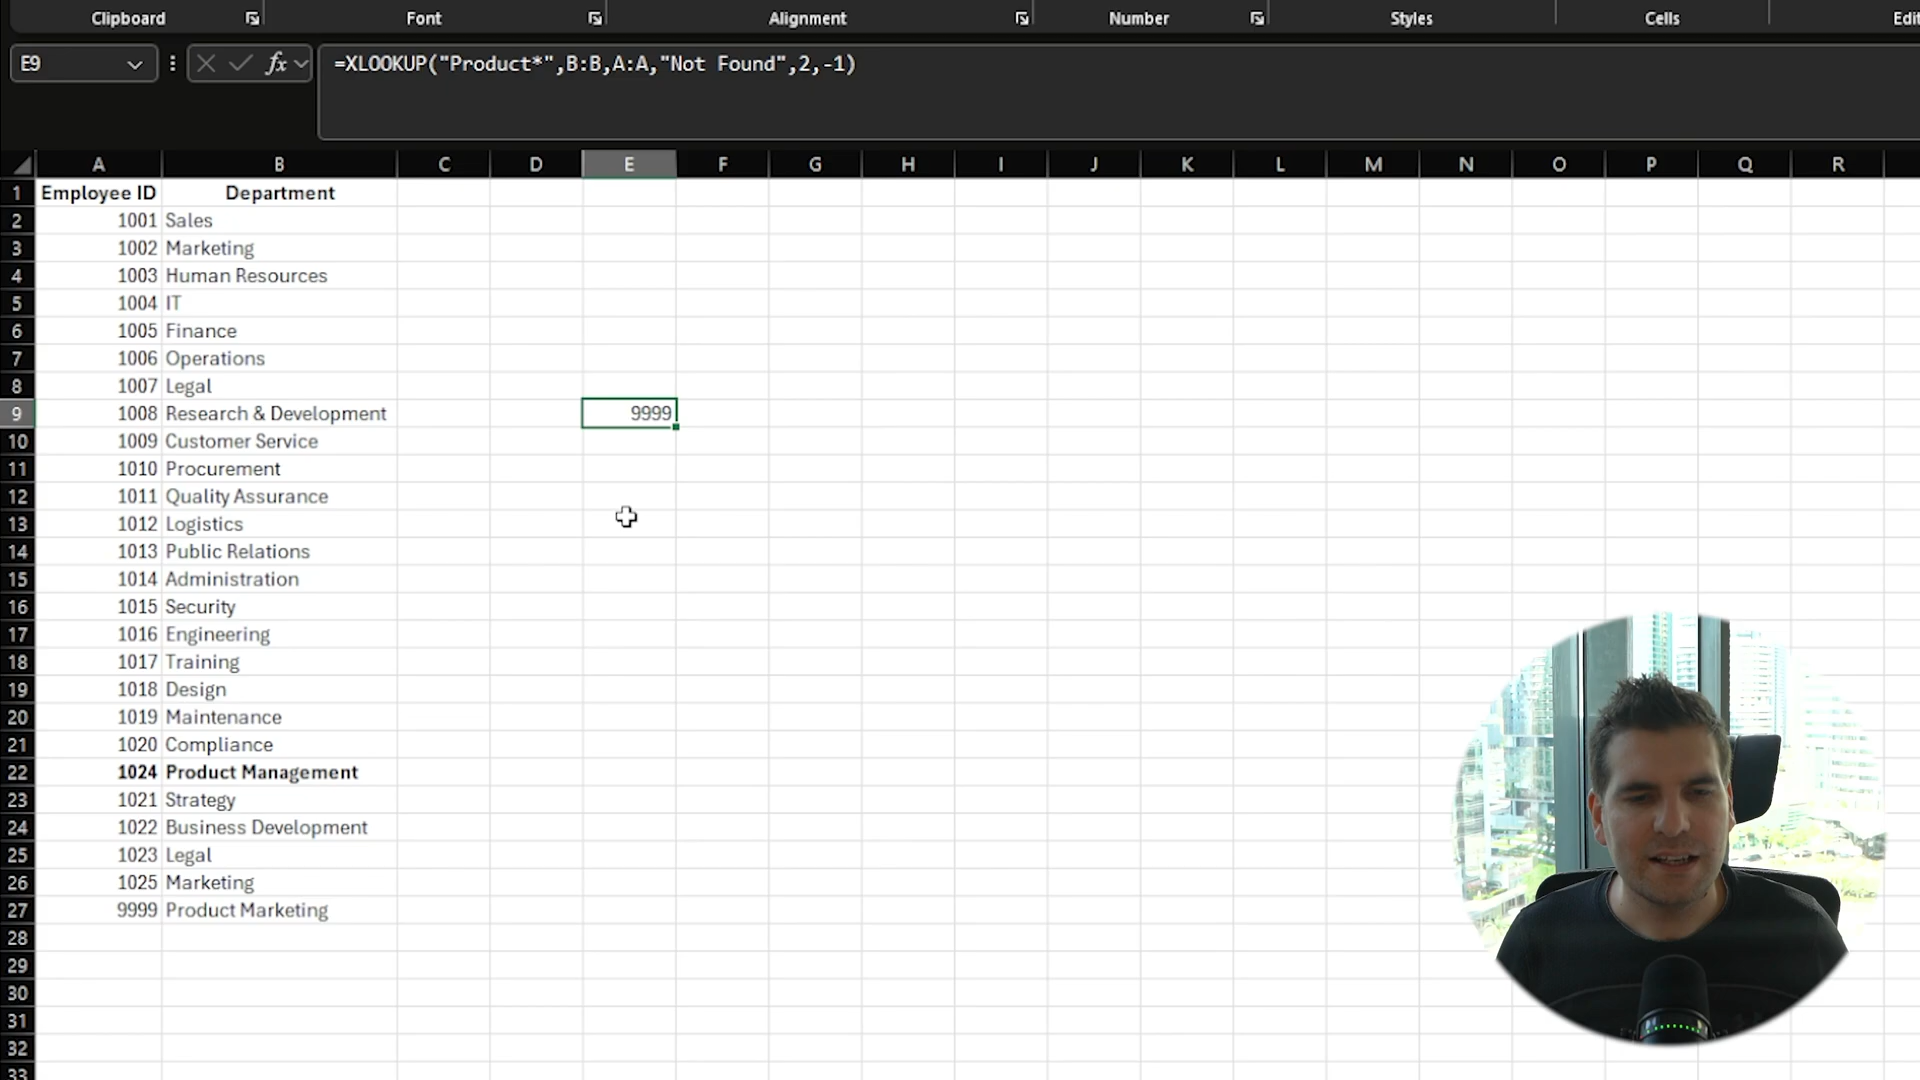 Clipboard Font Alignment Number Styles Cells Edit
E9 fx =XLOOKUP("Product*",B:B,A:A,"Not Found",2,-1)
A B C D E F G H I J K L M N O P Q R
1 Employee ID Department
2 1001 Sales
3 1002 Marketing
4 1003 Human Resources
5 1004 IT
6 1005 Finance
7 1006 Operations
8 1007 Legal
9 1008 Research & Development 9999
10 1009 Customer Service
11 1010 Procurement
12 1011 Quality Assurance
13 1012 Logistics
14 1013 Public Relations
15 1014 Administration
16 1015 Security
17 1016 Engineering
18 1017 Training
19 1018 Design
20 1019 Maintenance
21 1020 Compliance
22 1024 Product Management
23 1021 Strategy
24 1022 Business Development
25 1023 Legal
26 1025 Marketing
27 9999 Product Marketing
28
29
30
31
32
33